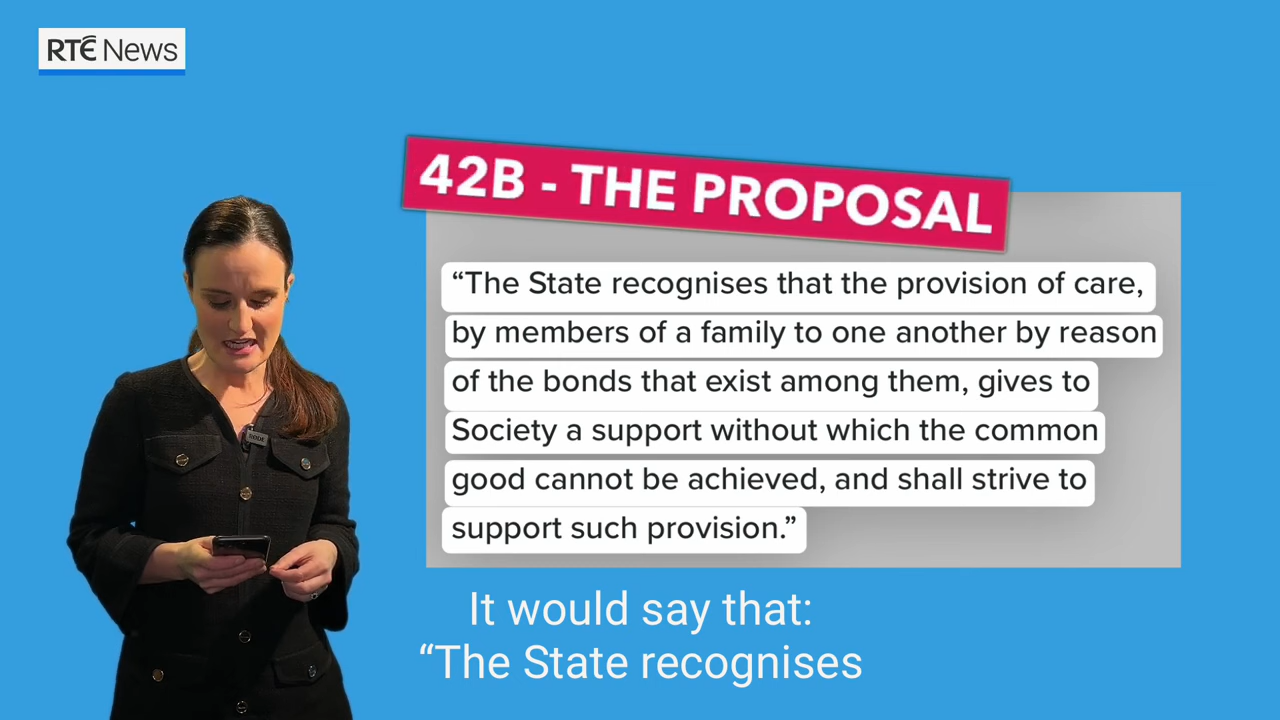 RTÉ News
42B - THE PROPOSAL
“The State recognises that the provision of care,
by members of a family to one another by reason
of the bonds that exist among them, gives to
Society a support without which the common
good cannot be achieved, and shall strive to
support such provision.”
RODE
It would say that:
“The State recognises